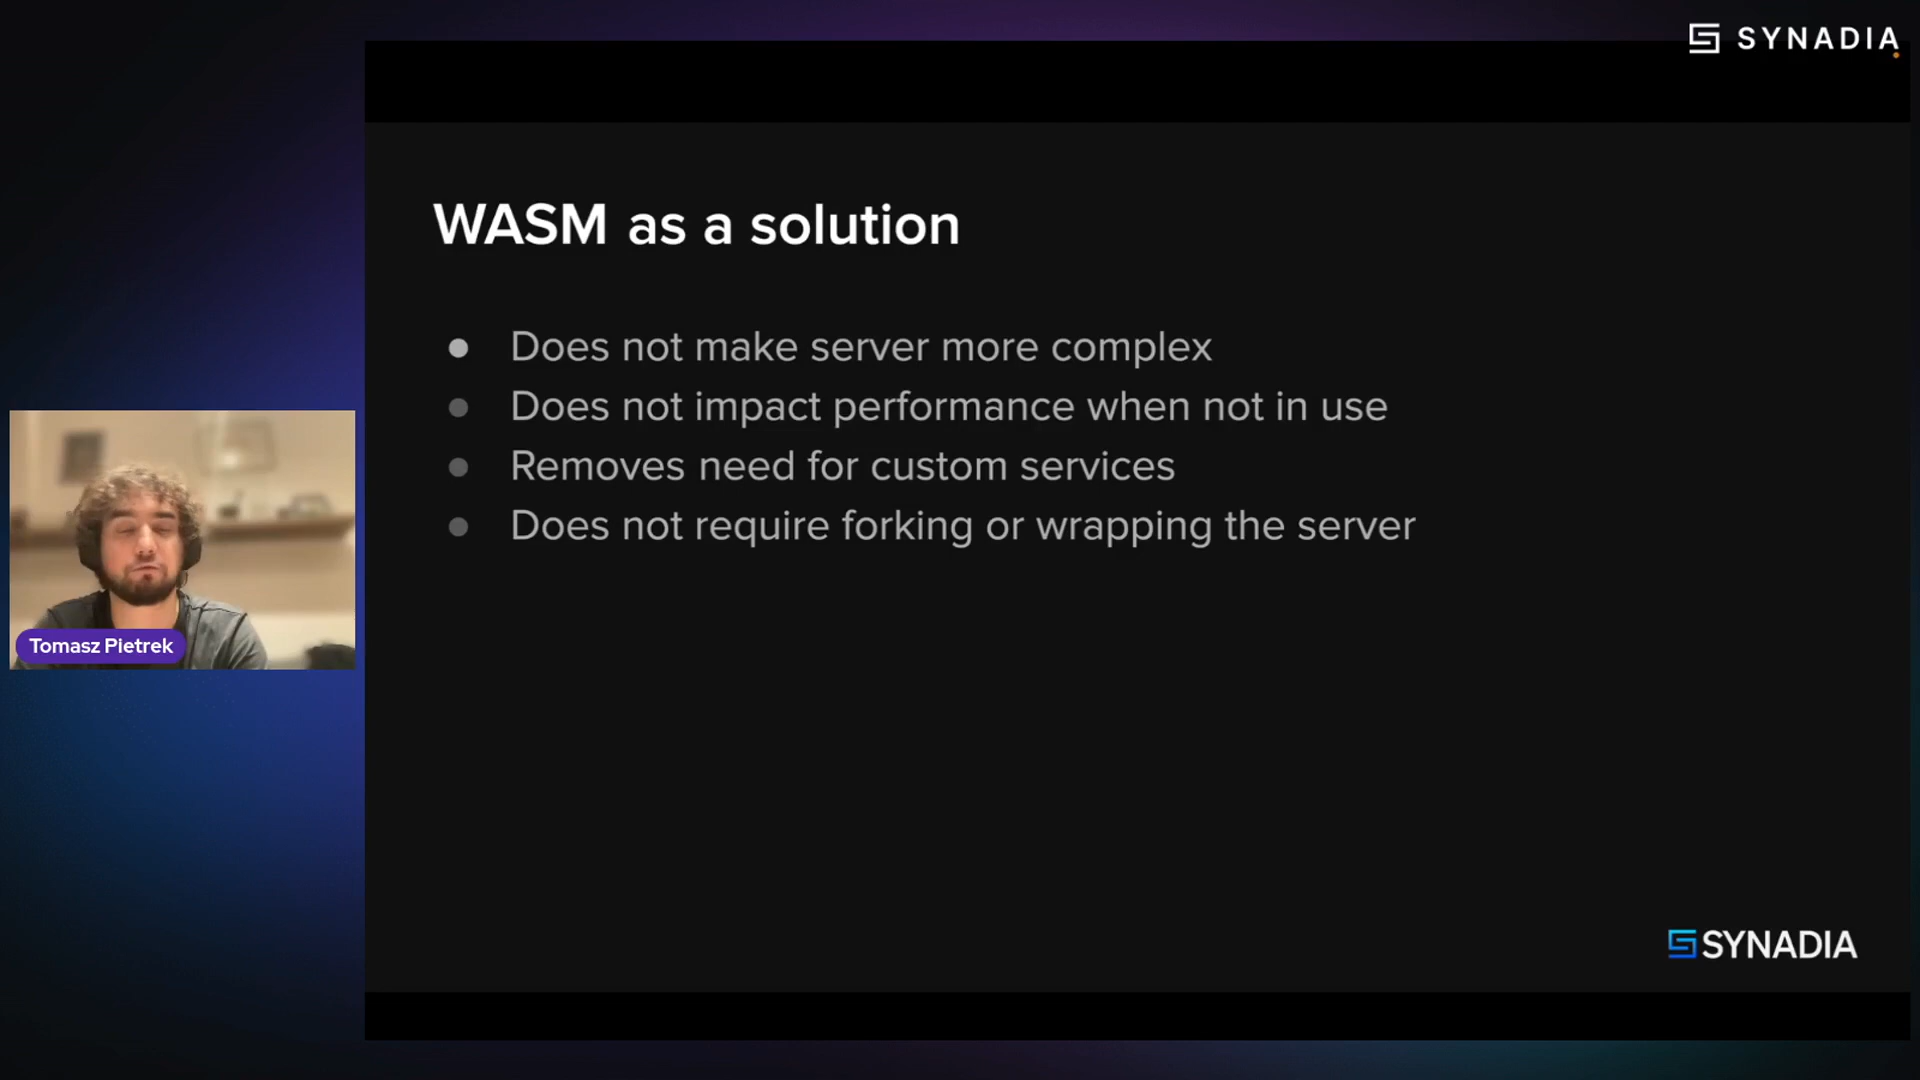 SYNADIA
WASM as a solution
Does not make server more complex
Does not impact performance when not in use
Removes need for custom services
Does not require forking or wrapping the server
Tomasz Pietrek
SYNADIA